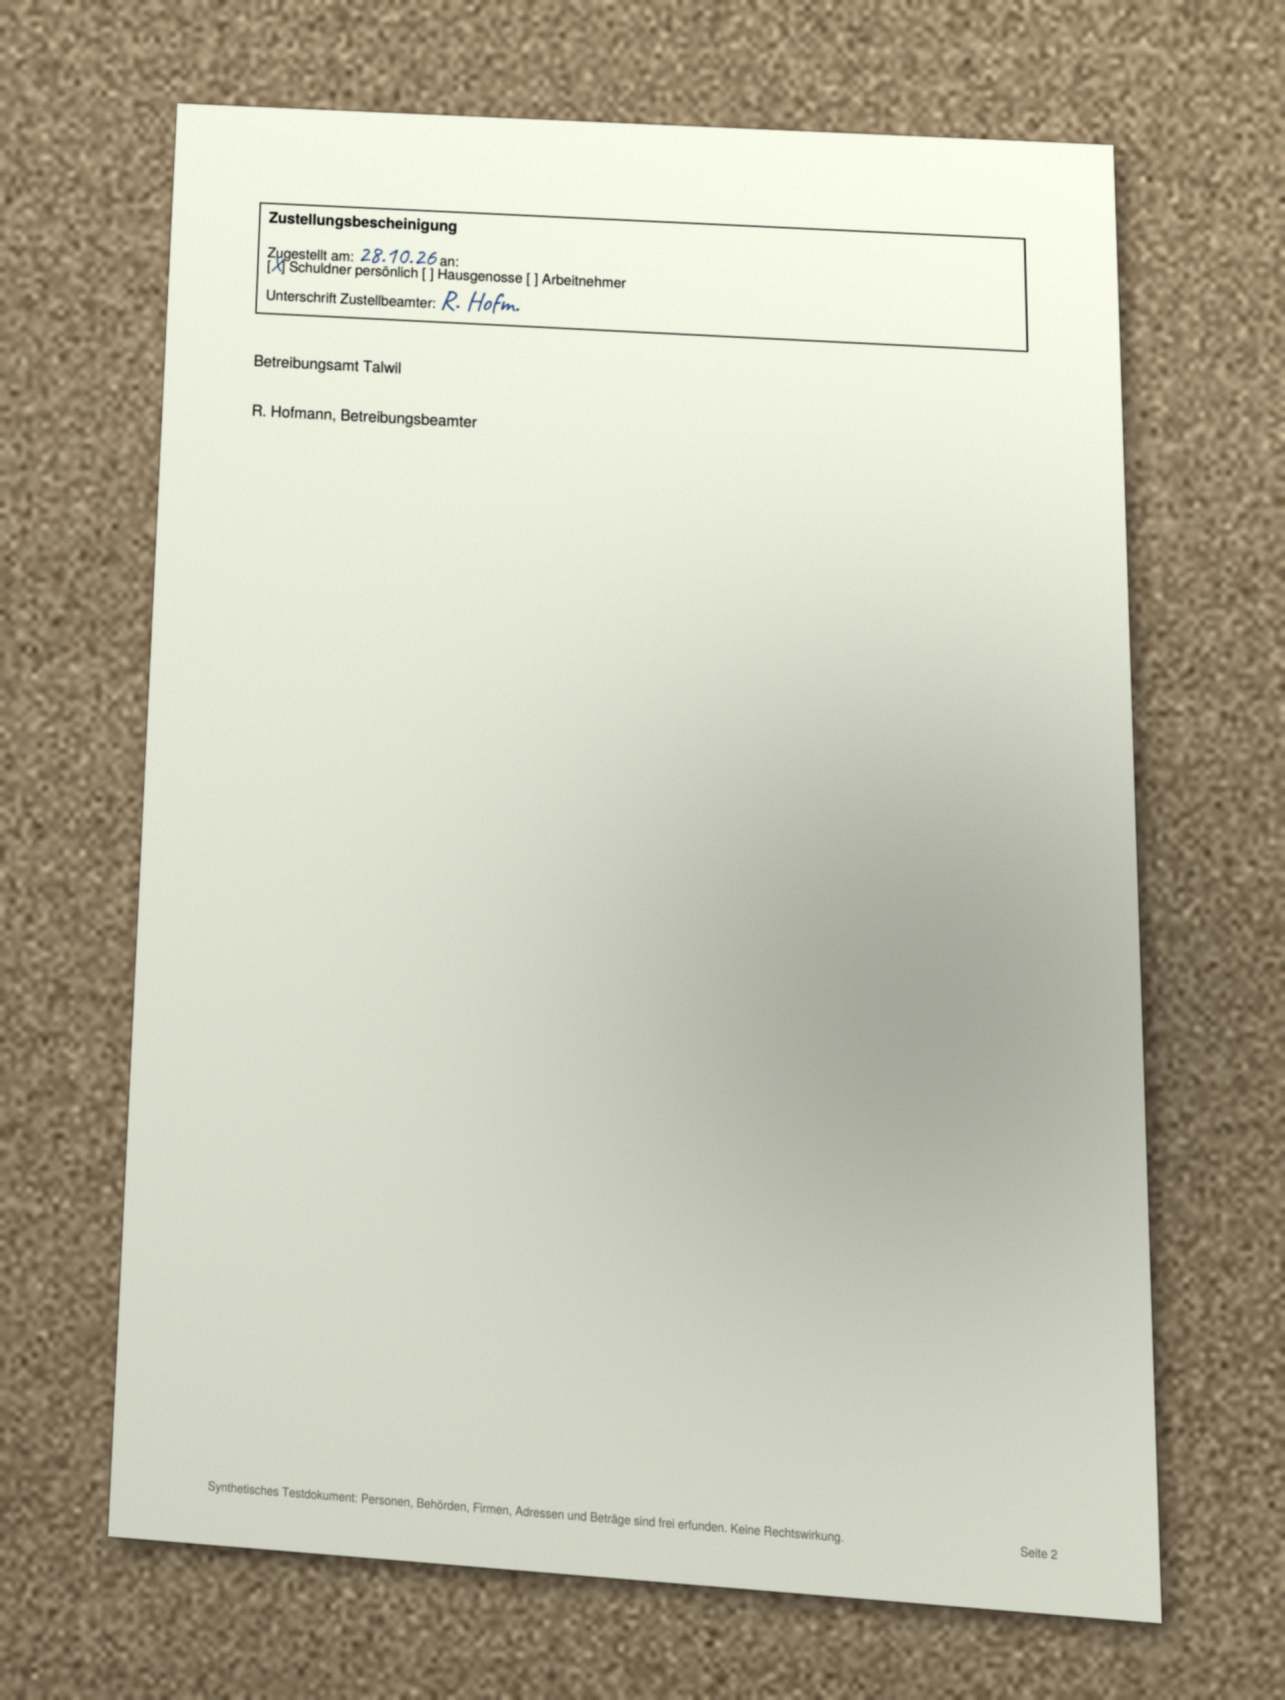 Zustellungsbescheinigung
Zugestellt am: 28.10.26 an:
[X] Schuldner persönlich [ ] Hausgenosse [ ] Arbeitnehmer
Unterschrift Zustellbeamter: R. Hofm.
Betreibungsamt Talwil
R. Hofmann, Betreibungsbeamter
Synthetisches Testdokument: Personen, Behörden, Firmen, Adressen und Beträge sind frei erfunden. Keine Rechtswirkung.
Seite 2